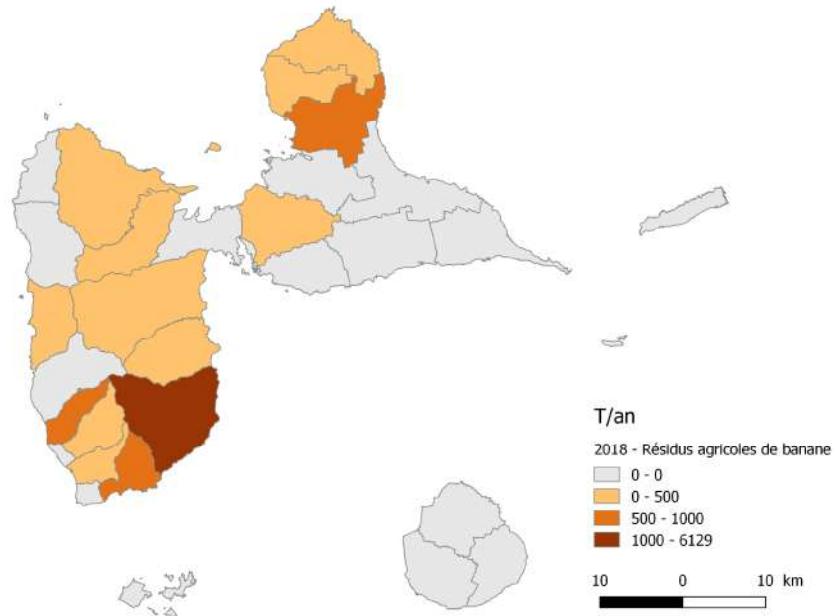 T/an
2018 - Résidus agricoles de banane
0 - 0
0 - 500
500 - 1000
1000 - 6129
10 0 10 km